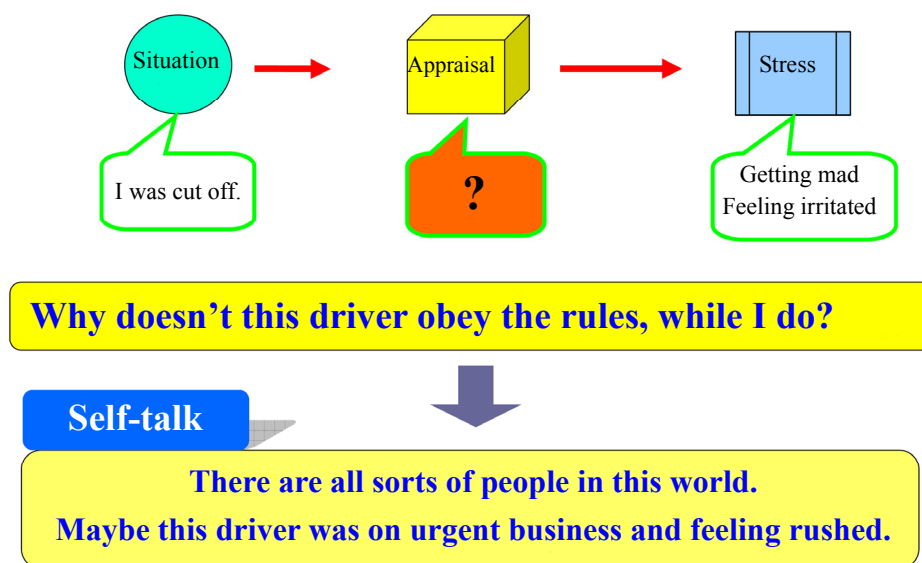 Situation
Appraisal
Stress
I was cut off.
?
Getting mad
Feeling irritated
Why doesn’t this driver obey the rules, while I do?
Self-talk
There are all sorts of people in this world.
Maybe this driver was on urgent business and feeling rushed.